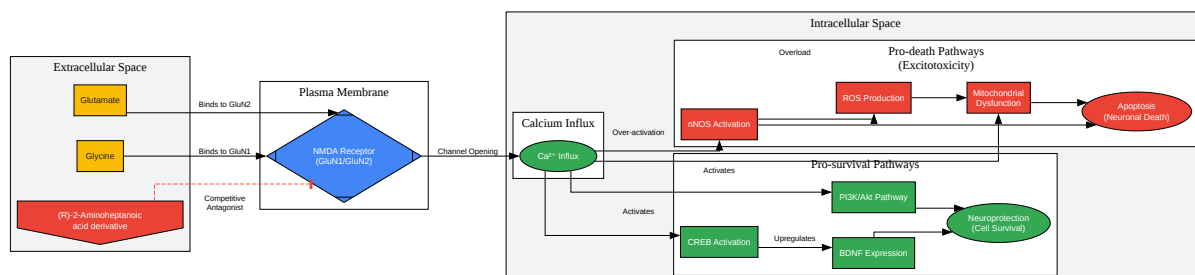 Intracellular Space
Extracellular Space
Glutamate
Glycine
(R)-2-Aminoheptanoic
acid derivative
Binds to GluN2
Binds to GluN1
Competitive
Antagonist
Plasma Membrane
NMDA Receptor
(GluN1/GluN2)
Channel Opening
Calcium Influx
Ca²⁺ Influx
Over-activation
Overload
Activates
Activates
Pro-death Pathways
(Excitotoxicity)
nNOS Activation
ROS Production
Mitochondrial
Dysfunction
Apoptosis
(Neuronal Death)
Pro-survival Pathways
PI3K/Akt Pathway
CREB Activation
Upregulates
BDNF Expression
Neuroprotection
(Cell Survival)